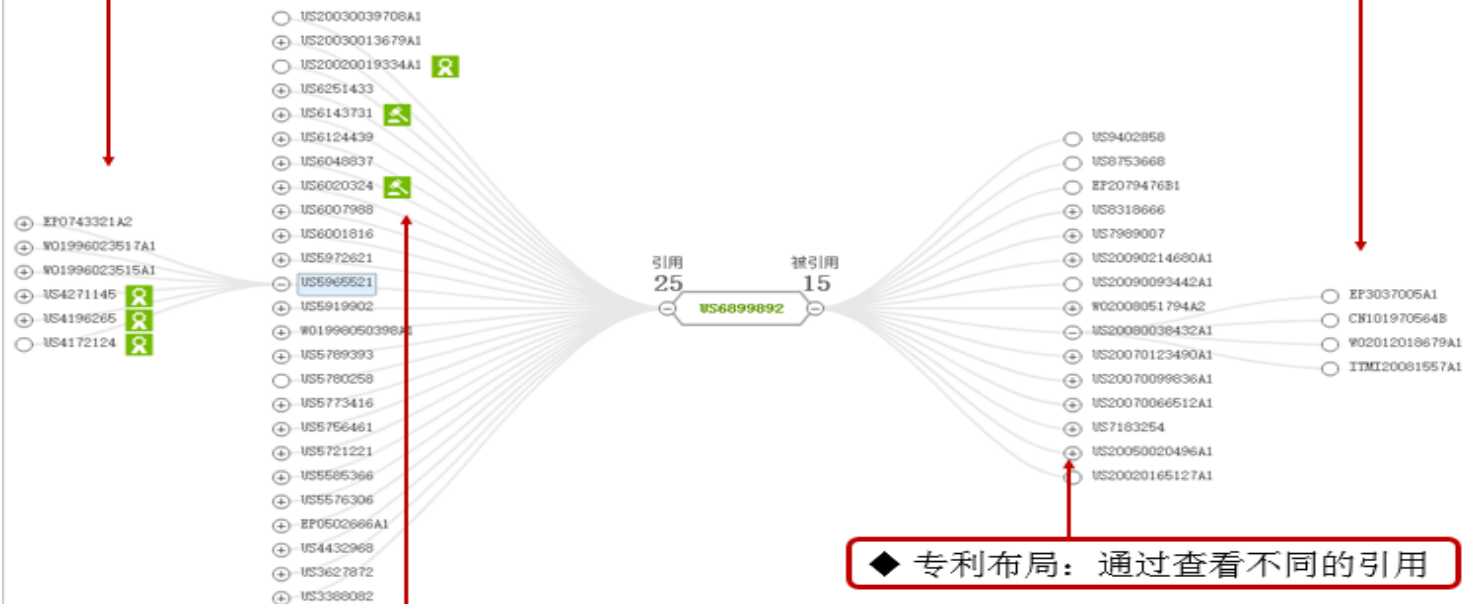 EP0743321A2
WO1996023517A1
WO1996023515A1
US4271145
US4196265
US4172124
US20030039708A1
US20030013679A1
US20020019334A1
US6251433
US6143731
US6124439
US6048837
US6020324
US6007988
US6001816
US5972621
US5965521
US5919902
WO1998050398A1
US5789393
US5780258
US5773416
US5756461
US5721221
US5585366
US5576306
EP0502666A1
US4432968
US3627872
US3388082
引用
25
US6899892
被引用
15
US9402858
US8753668
EP2079476B1
US8318666
US7989007
US20090214680A1
US20090093442A1
WO2008051794A2
US20080038432A1
US20070123490A1
US20070099836A1
US20070066512A1
US7183254
US20050020496A1
US20020165127A1
EP3037005A1
CN101970564B
WO2012018679A1
ITMI20081557A1
◆ 专利布局：通过查看不同的引用